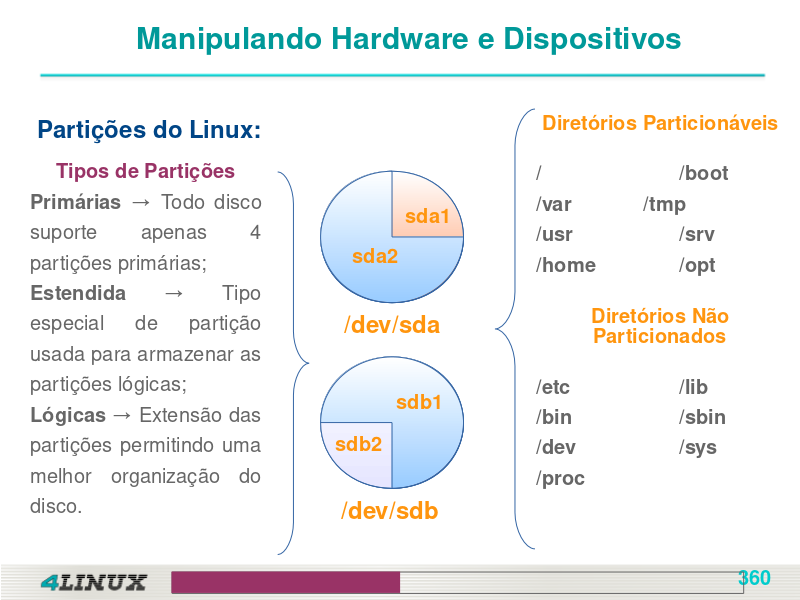 Manipulando Hardware e Dispositivos
Partições do Linux:
Tipos de Partições
Primárias → Todo disco
suporte apenas 4
partições primárias;
Estendida → Tipo
especial de partição
usada para armazenar as
partições lógicas;
Lógicas → Extensão das
partições permitindo uma
melhor organização do
disco.
sda1
sda2
/dev/sda
sdb1
sdb2
/dev/sdb
Diretórios Particionáveis
/ /boot
/var /tmp
/usr /srv
/home /opt
Diretórios Não
Particionados
/etc /lib
/bin /sbin
/dev /sys
/proc
4LINUX
360